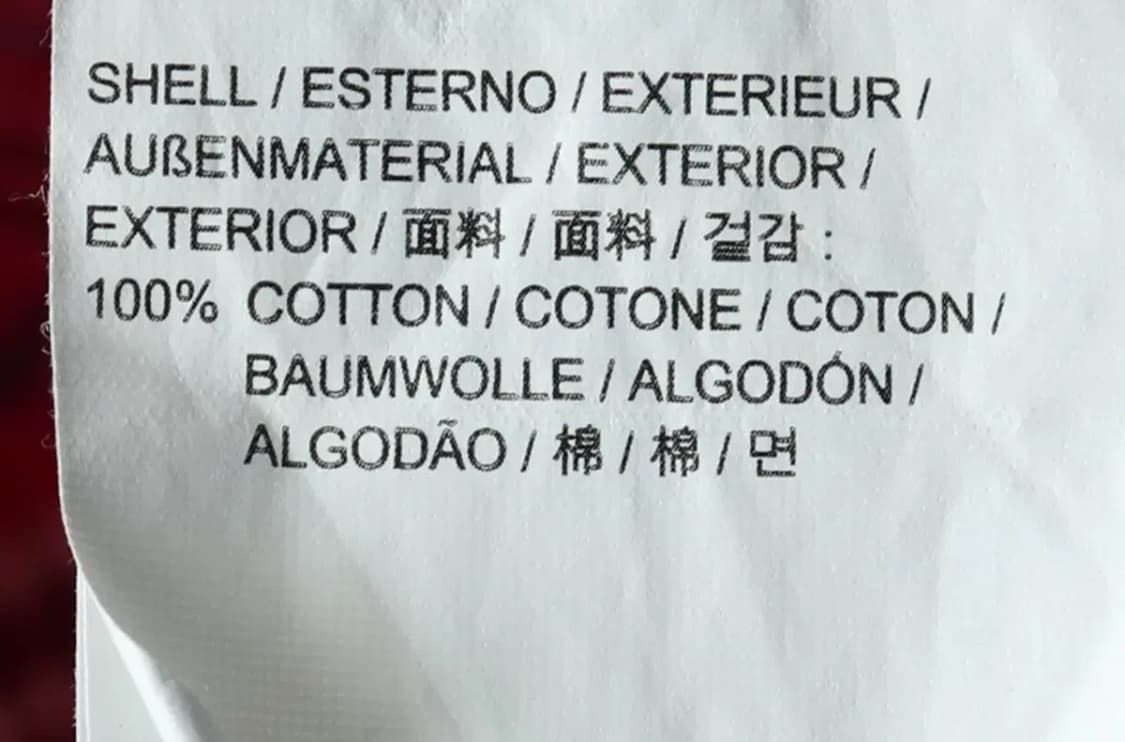 SHELL / ESTERNO / EXTERIEUR /
AUßENMATERIAL / EXTERIOR /
EXTERIOR / 面料 / 面料 / 걸감 :
100% COTTON / COTONE / COTON /
BAUMWOLLE / ALGODÓN /
ALGODÃO / 棉 / 棉 / 면